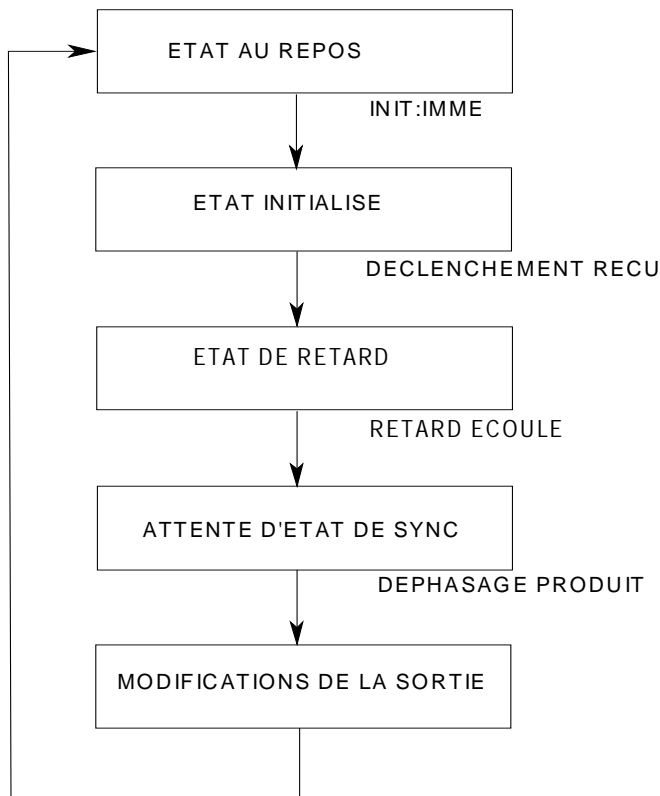 ETAT AU REPOS
INIT:IMME
ETAT INITIALISE
DECLENCHEMENT RECU
ETAT DE RETARD
RETARD ECOULE
ATTENTE D'ETAT DE SYNC
DEPHASAGE PRODUIT
MODIFICATIONS DE LA SORTIE